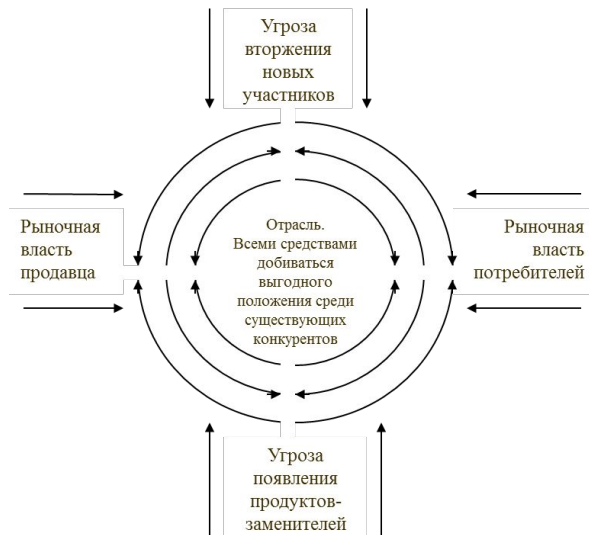 Угроза
вторжения
новых
участников
Рыночная
власть
продавца
Отрасль.
Всеми средствами
добиваться
выгодного
положения среди
существующих
конкурентов
Рыночная
власть
потребителей
Угроза
появления
продуктов-
заменителей